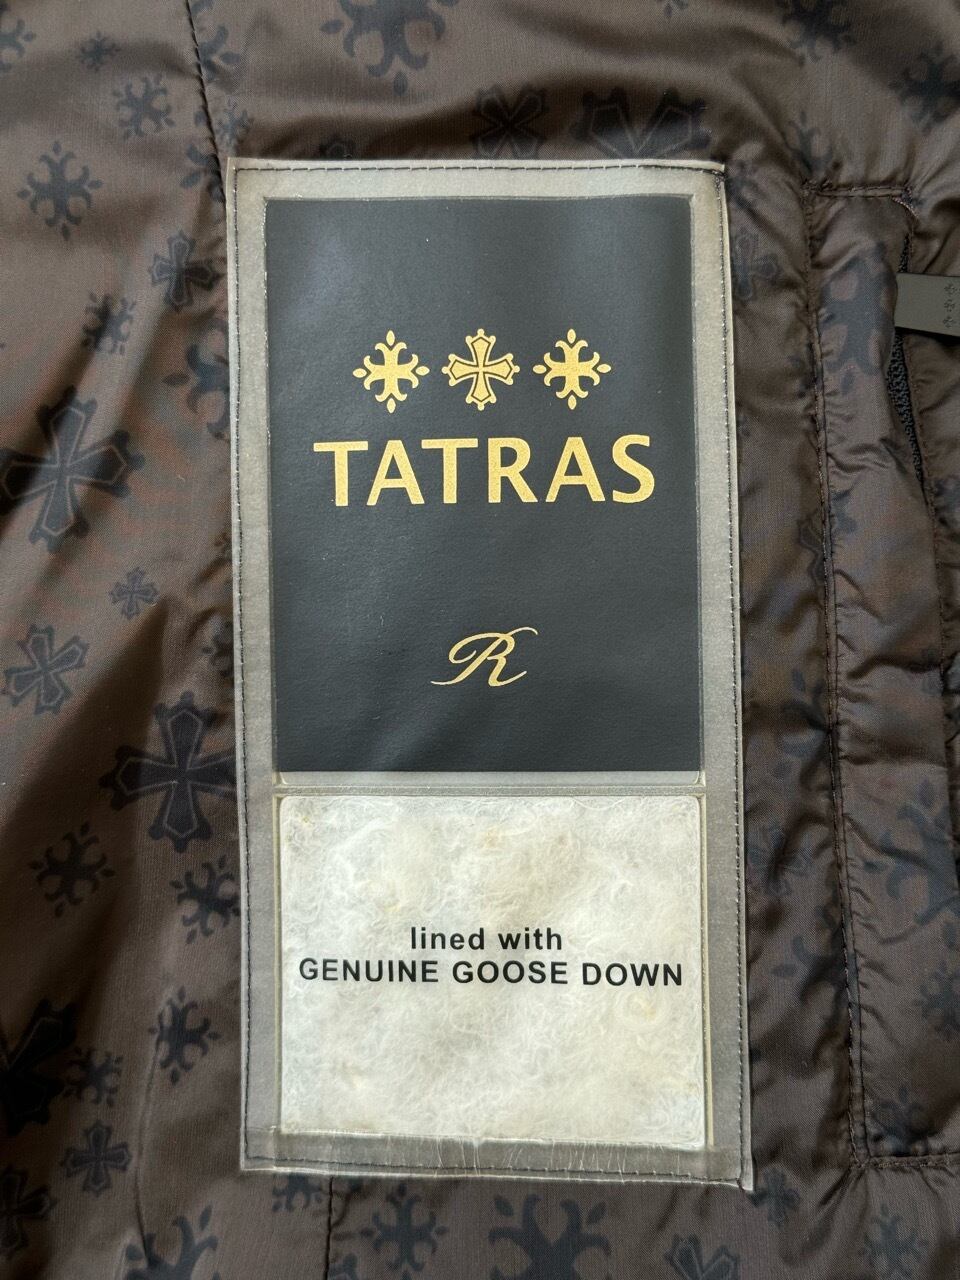 TATRAS
R
lined with
GENUINE GOOSE DOWN